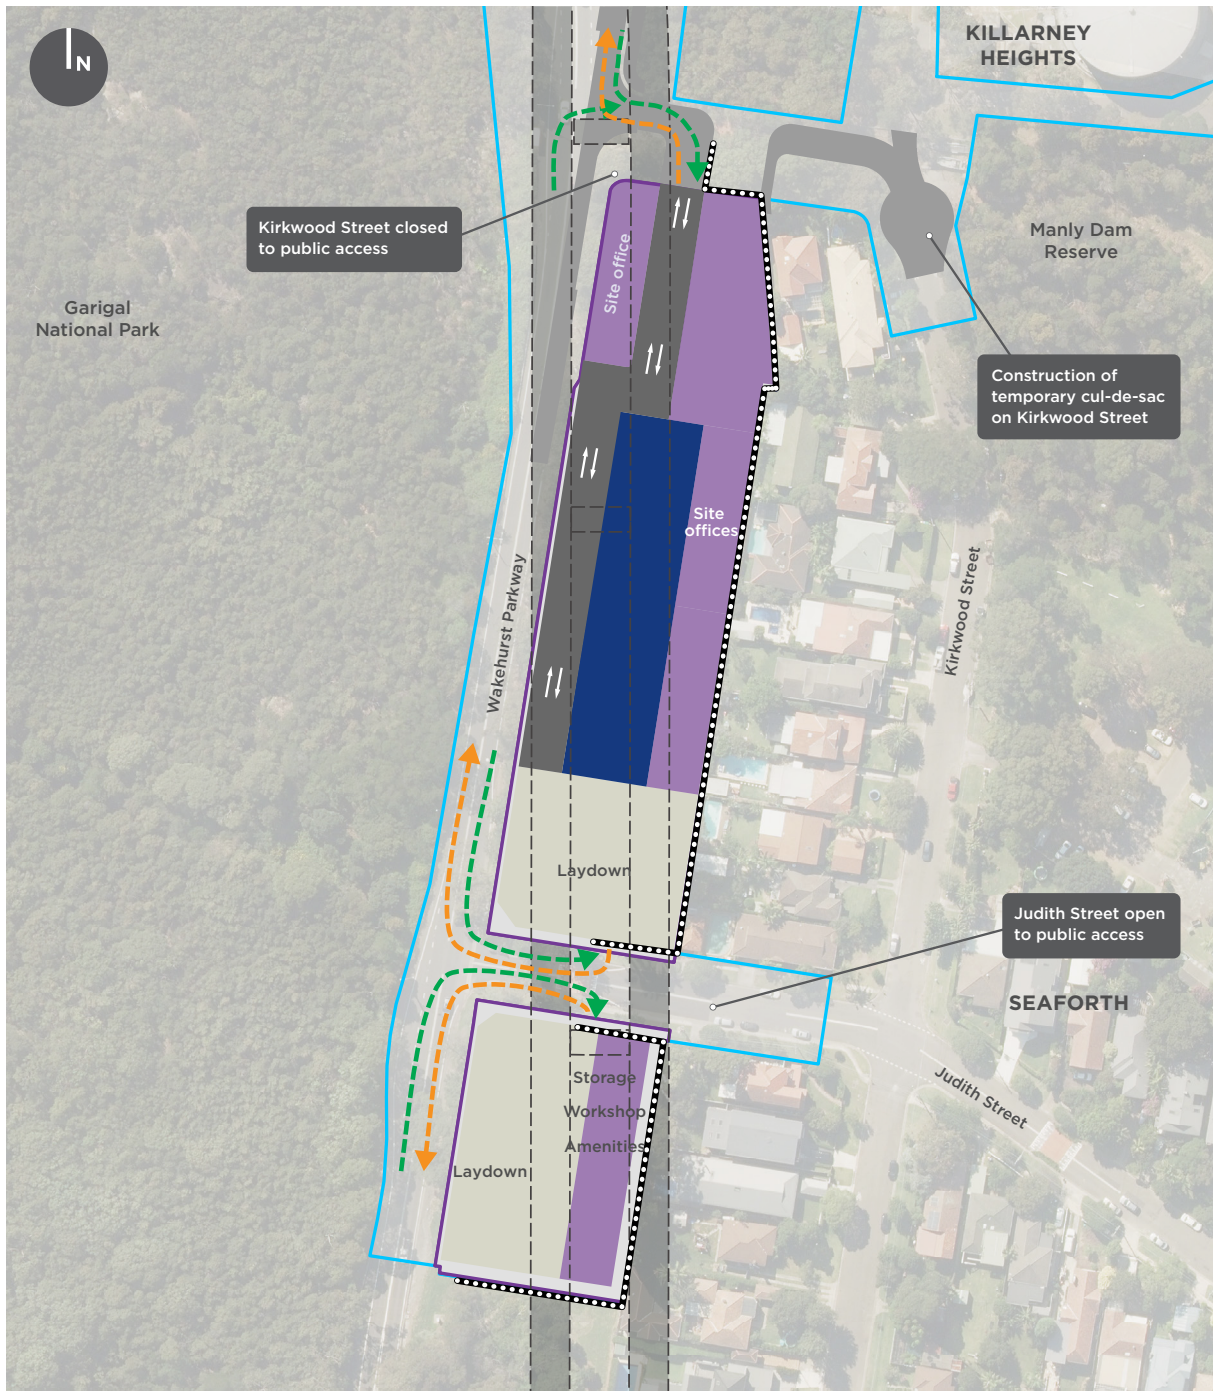 N
KILLARNEY
HEIGHTS
Kirkwood Street closed
to public access
Manly Dam
Reserve
Site office
Garigal
National Park
Construction of
temporary cul-de-sac
on Kirkwood Street
Site
offices
Wakehurst Parkway
Kirkwood Street
Laydown
Judith Street open
to public access
SEAFORTH
Storage
Workshop
Amenities
Judith Street
Laydown